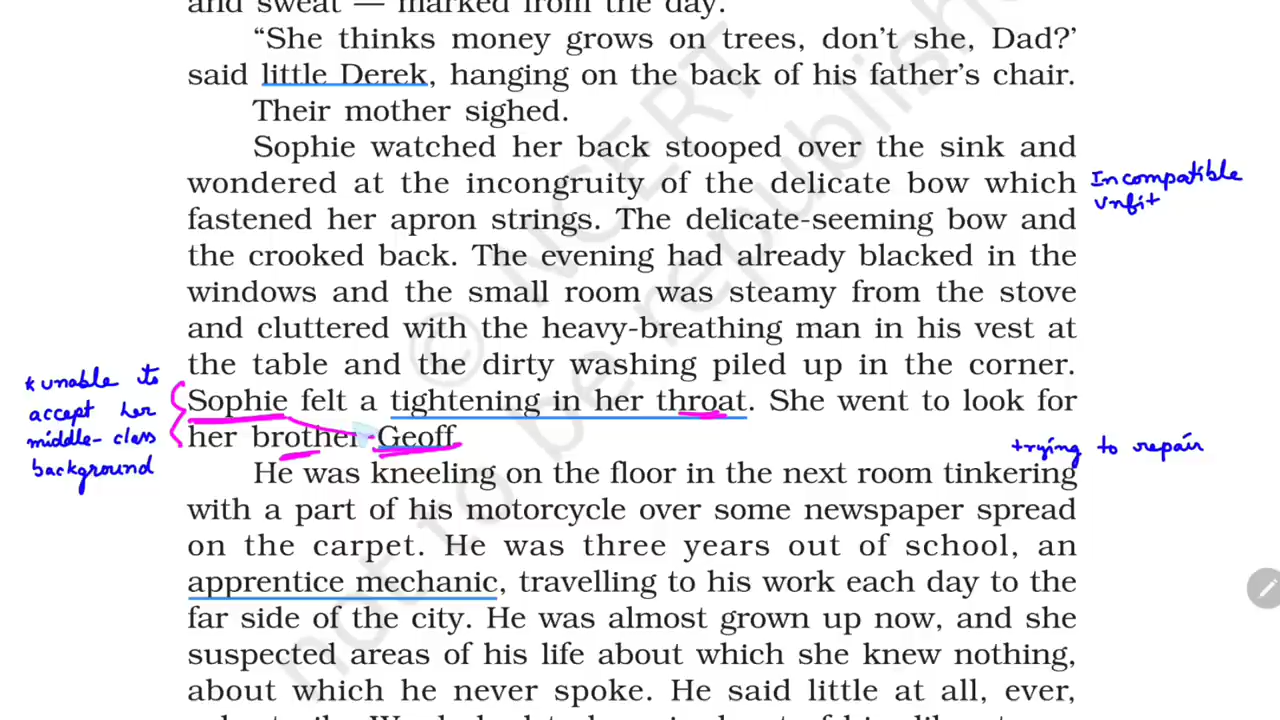 and sweat — marked from the day.
“She thinks money grows on trees, don’t she, Dad?’
said little Derek, hanging on the back of his father’s chair.
Their mother sighed.
Sophie watched her back stooped over the sink and
wondered at the incongruity of the delicate bow which
Incompatible
unfit
fastened her apron strings. The delicate-seeming bow and
the crooked back. The evening had already blacked in the
windows and the small room was steamy from the stove
and cluttered with the heavy-breathing man in his vest at
the table and the dirty washing piled up in the corner.
* unable to
accept her
middle-class
background
Sophie felt a tightening in her throat. She went to look for
her brother Geoff.
trying to repair
He was kneeling on the floor in the next room tinkering
with a part of his motorcycle over some newspaper spread
on the carpet. He was three years out of school, an
apprentice mechanic, travelling to his work each day to the
far side of the city. He was almost grown up now, and she
suspected areas of his life about which she knew nothing,
about which he never spoke. He said little at all, ever,
© NCERT
not to be republished